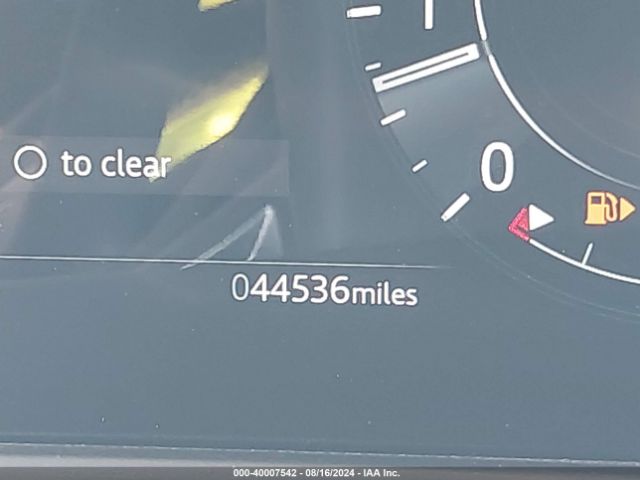 0
to clear
044536miles
000-40007542 - 08/16/2024 - IAA Inc.